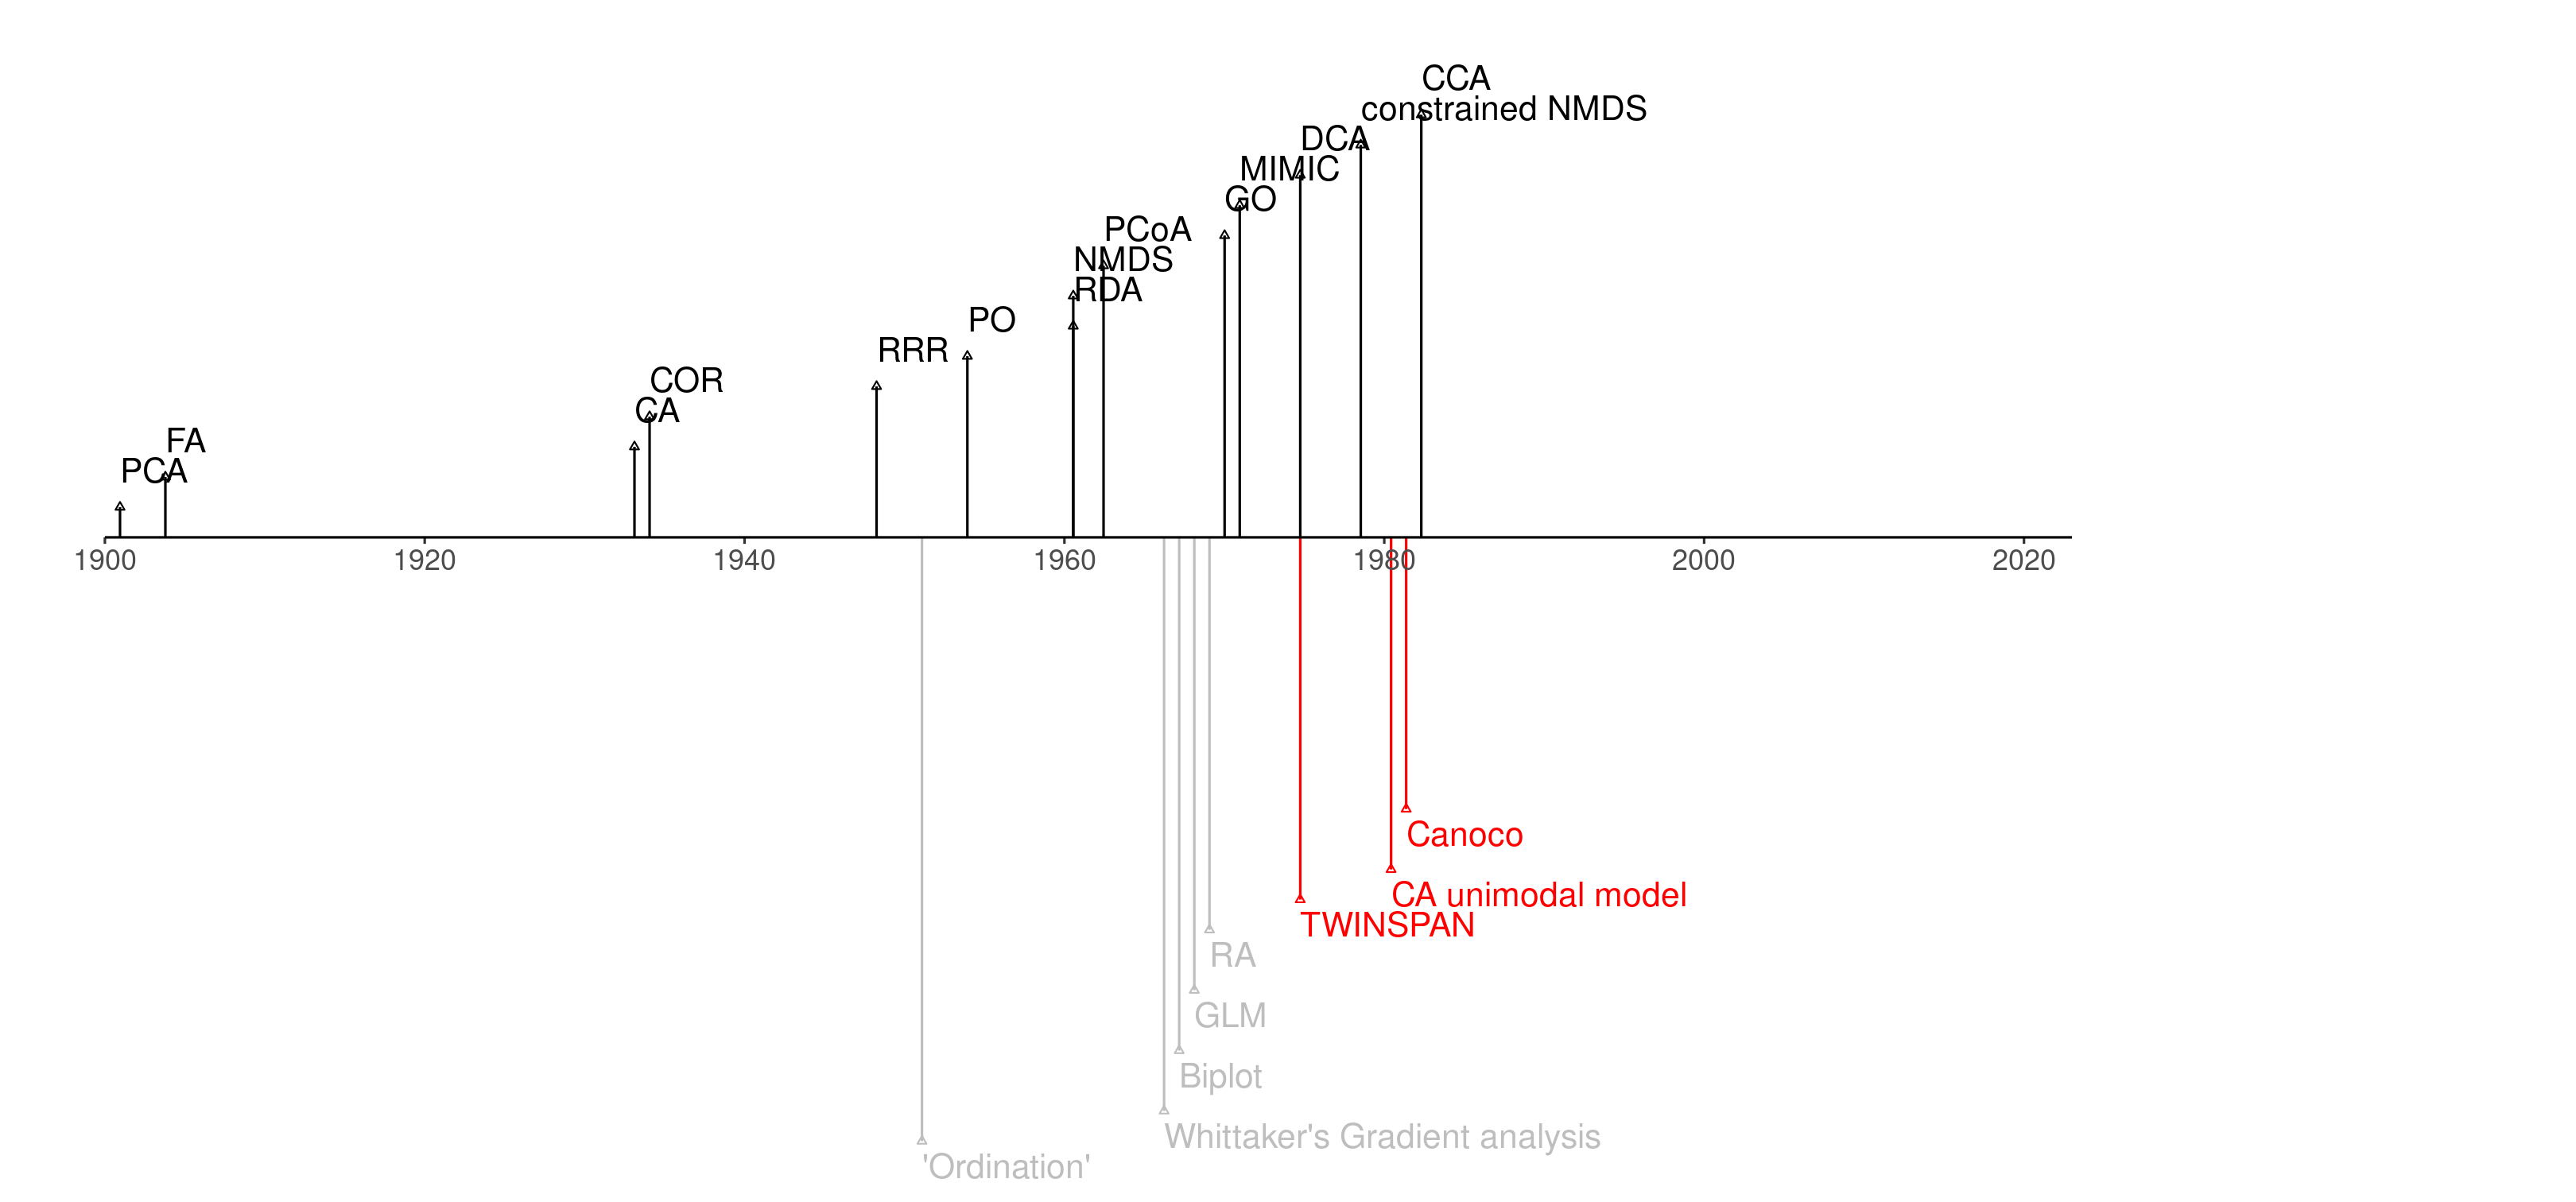 CCA
constrained NMDS
DCA
MIMIC
GO
PCoA
NMDS
RDA
PO
RRR
COR
CA
FA
PCA
1900 1920 1940 1960 1980 2000 2020
Canoco
CA unimodal model
TWINSPAN
RA
GLM
Biplot
Whittaker's Gradient analysis
'Ordination'